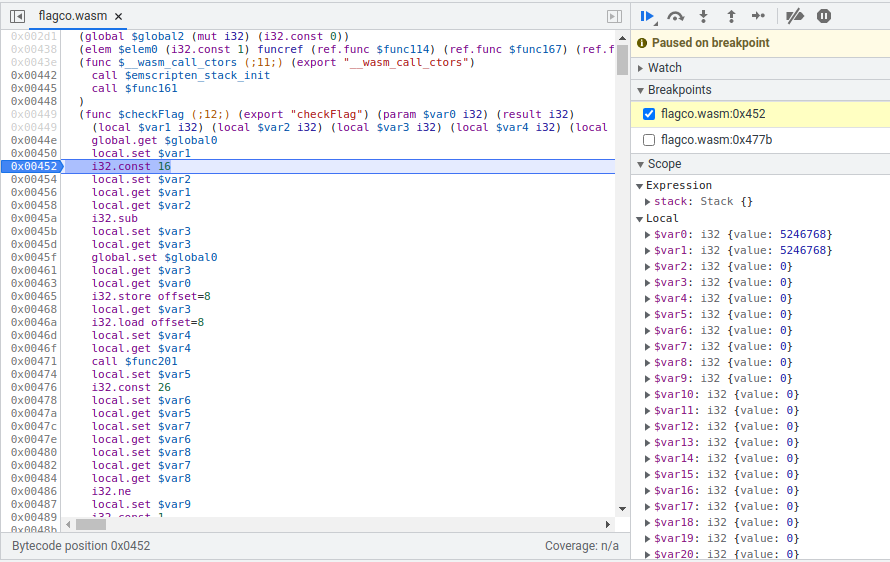 flagco.wasm ×
0x002d1 (global $global2 (mut i32) (i32.const 0))
0x00438 (elem $elem0 (i32.const 1) funcref (ref.func $func114) (ref.func $func167) (ref.f
0x0043e (func $__wasm_call_ctors (;11;) (export "__wasm_call_ctors")
0x00442 call $emscripten_stack_init
0x00445 call $func161
0x00448 )
0x00449 (func $checkFlag (;12;) (export "checkFlag") (param $var0 i32) (result i32)
0x00449 (local $var1 i32) (local $var2 i32) (local $var3 i32) (local $var4 i32) (local
0x0044e global.get $global0
0x00450 local.set $var1
0x00452 i32.const 16
0x00454 local.set $var2
0x00456 local.get $var1
0x00458 local.get $var2
0x0045a i32.sub
0x0045b local.set $var3
0x0045d local.get $var3
0x0045f global.set $global0
0x00461 local.get $var3
0x00463 local.get $var0
0x00465 i32.store offset=8
0x00468 local.get $var3
0x0046a i32.load offset=8
0x0046d local.set $var4
0x0046f local.get $var4
0x00471 call $func201
0x00474 local.set $var5
0x00476 i32.const 26
0x00478 local.set $var6
0x0047a local.get $var5
0x0047c local.set $var7
0x0047e local.get $var6
0x00480 local.set $var8
0x00482 local.get $var7
0x00484 local.get $var8
0x00486 i32.ne
0x00487 local.set $var9
0x00489 i32.const 1
0x0048b
Bytecode position 0x0452
Coverage: n/a
Paused on breakpoint
Watch
Breakpoints
flagco.wasm:0x452
flagco.wasm:0x477b
Scope
Expression
stack: Stack {}
Local
$var0: i32 {value: 5246768}
$var1: i32 {value: 5246768}
$var2: i32 {value: 0}
$var3: i32 {value: 0}
$var4: i32 {value: 0}
$var5: i32 {value: 0}
$var6: i32 {value: 0}
$var7: i32 {value: 0}
$var8: i32 {value: 0}
$var9: i32 {value: 0}
$var10: i32 {value: 0}
$var11: i32 {value: 0}
$var12: i32 {value: 0}
$var13: i32 {value: 0}
$var14: i32 {value: 0}
$var15: i32 {value: 0}
$var16: i32 {value: 0}
$var17: i32 {value: 0}
$var18: i32 {value: 0}
$var19: i32 {value: 0}
$var20: i32 {value: 0}